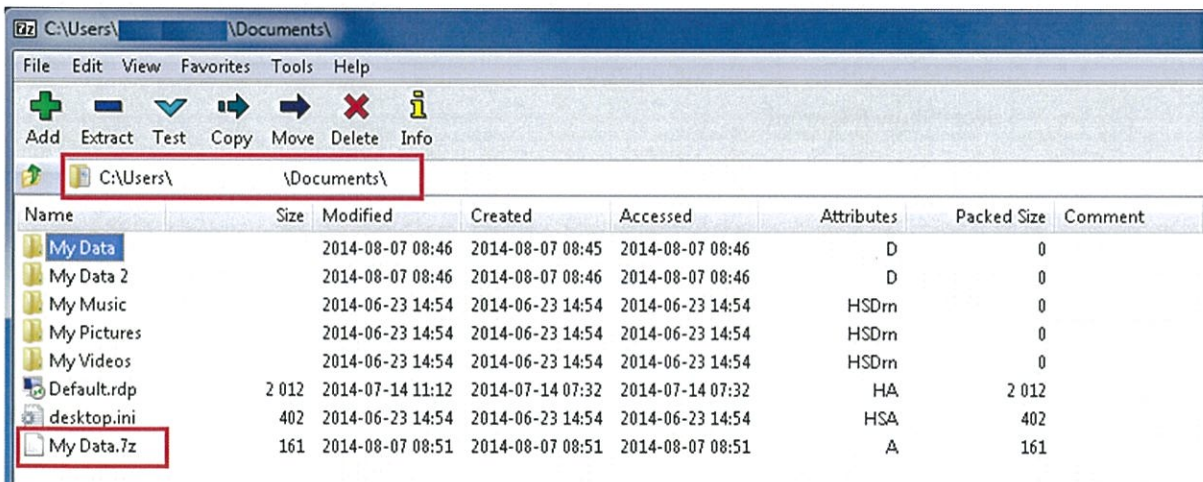 7z C:\Users\ \Documents\
File Edit View Favorites Tools Help
Add Extract Test Copy Move Delete Info
C:\Users\ \Documents\
Name Size Modified Created Accessed Attributes Packed Size Comment
My Data 2014-08-07 08:46 2014-08-07 08:45 2014-08-07 08:46 D 0
My Data 2 2014-08-07 08:46 2014-08-07 08:46 2014-08-07 08:46 D 0
My Music 2014-06-23 14:54 2014-06-23 14:54 2014-06-23 14:54 HSDrn 0
My Pictures 2014-06-23 14:54 2014-06-23 14:54 2014-06-23 14:54 HSDrn 0
My Videos 2014-06-23 14:54 2014-06-23 14:54 2014-06-23 14:54 HSDrn 0
Default.rdp 2 012 2014-07-14 11:12 2014-07-14 07:32 2014-07-14 07:32 HA 2 012
desktop.ini 402 2014-06-23 14:54 2014-06-23 14:54 2014-06-23 14:54 HSA 402
My Data.7z 161 2014-08-07 08:51 2014-08-07 08:51 2014-08-07 08:51 A 161